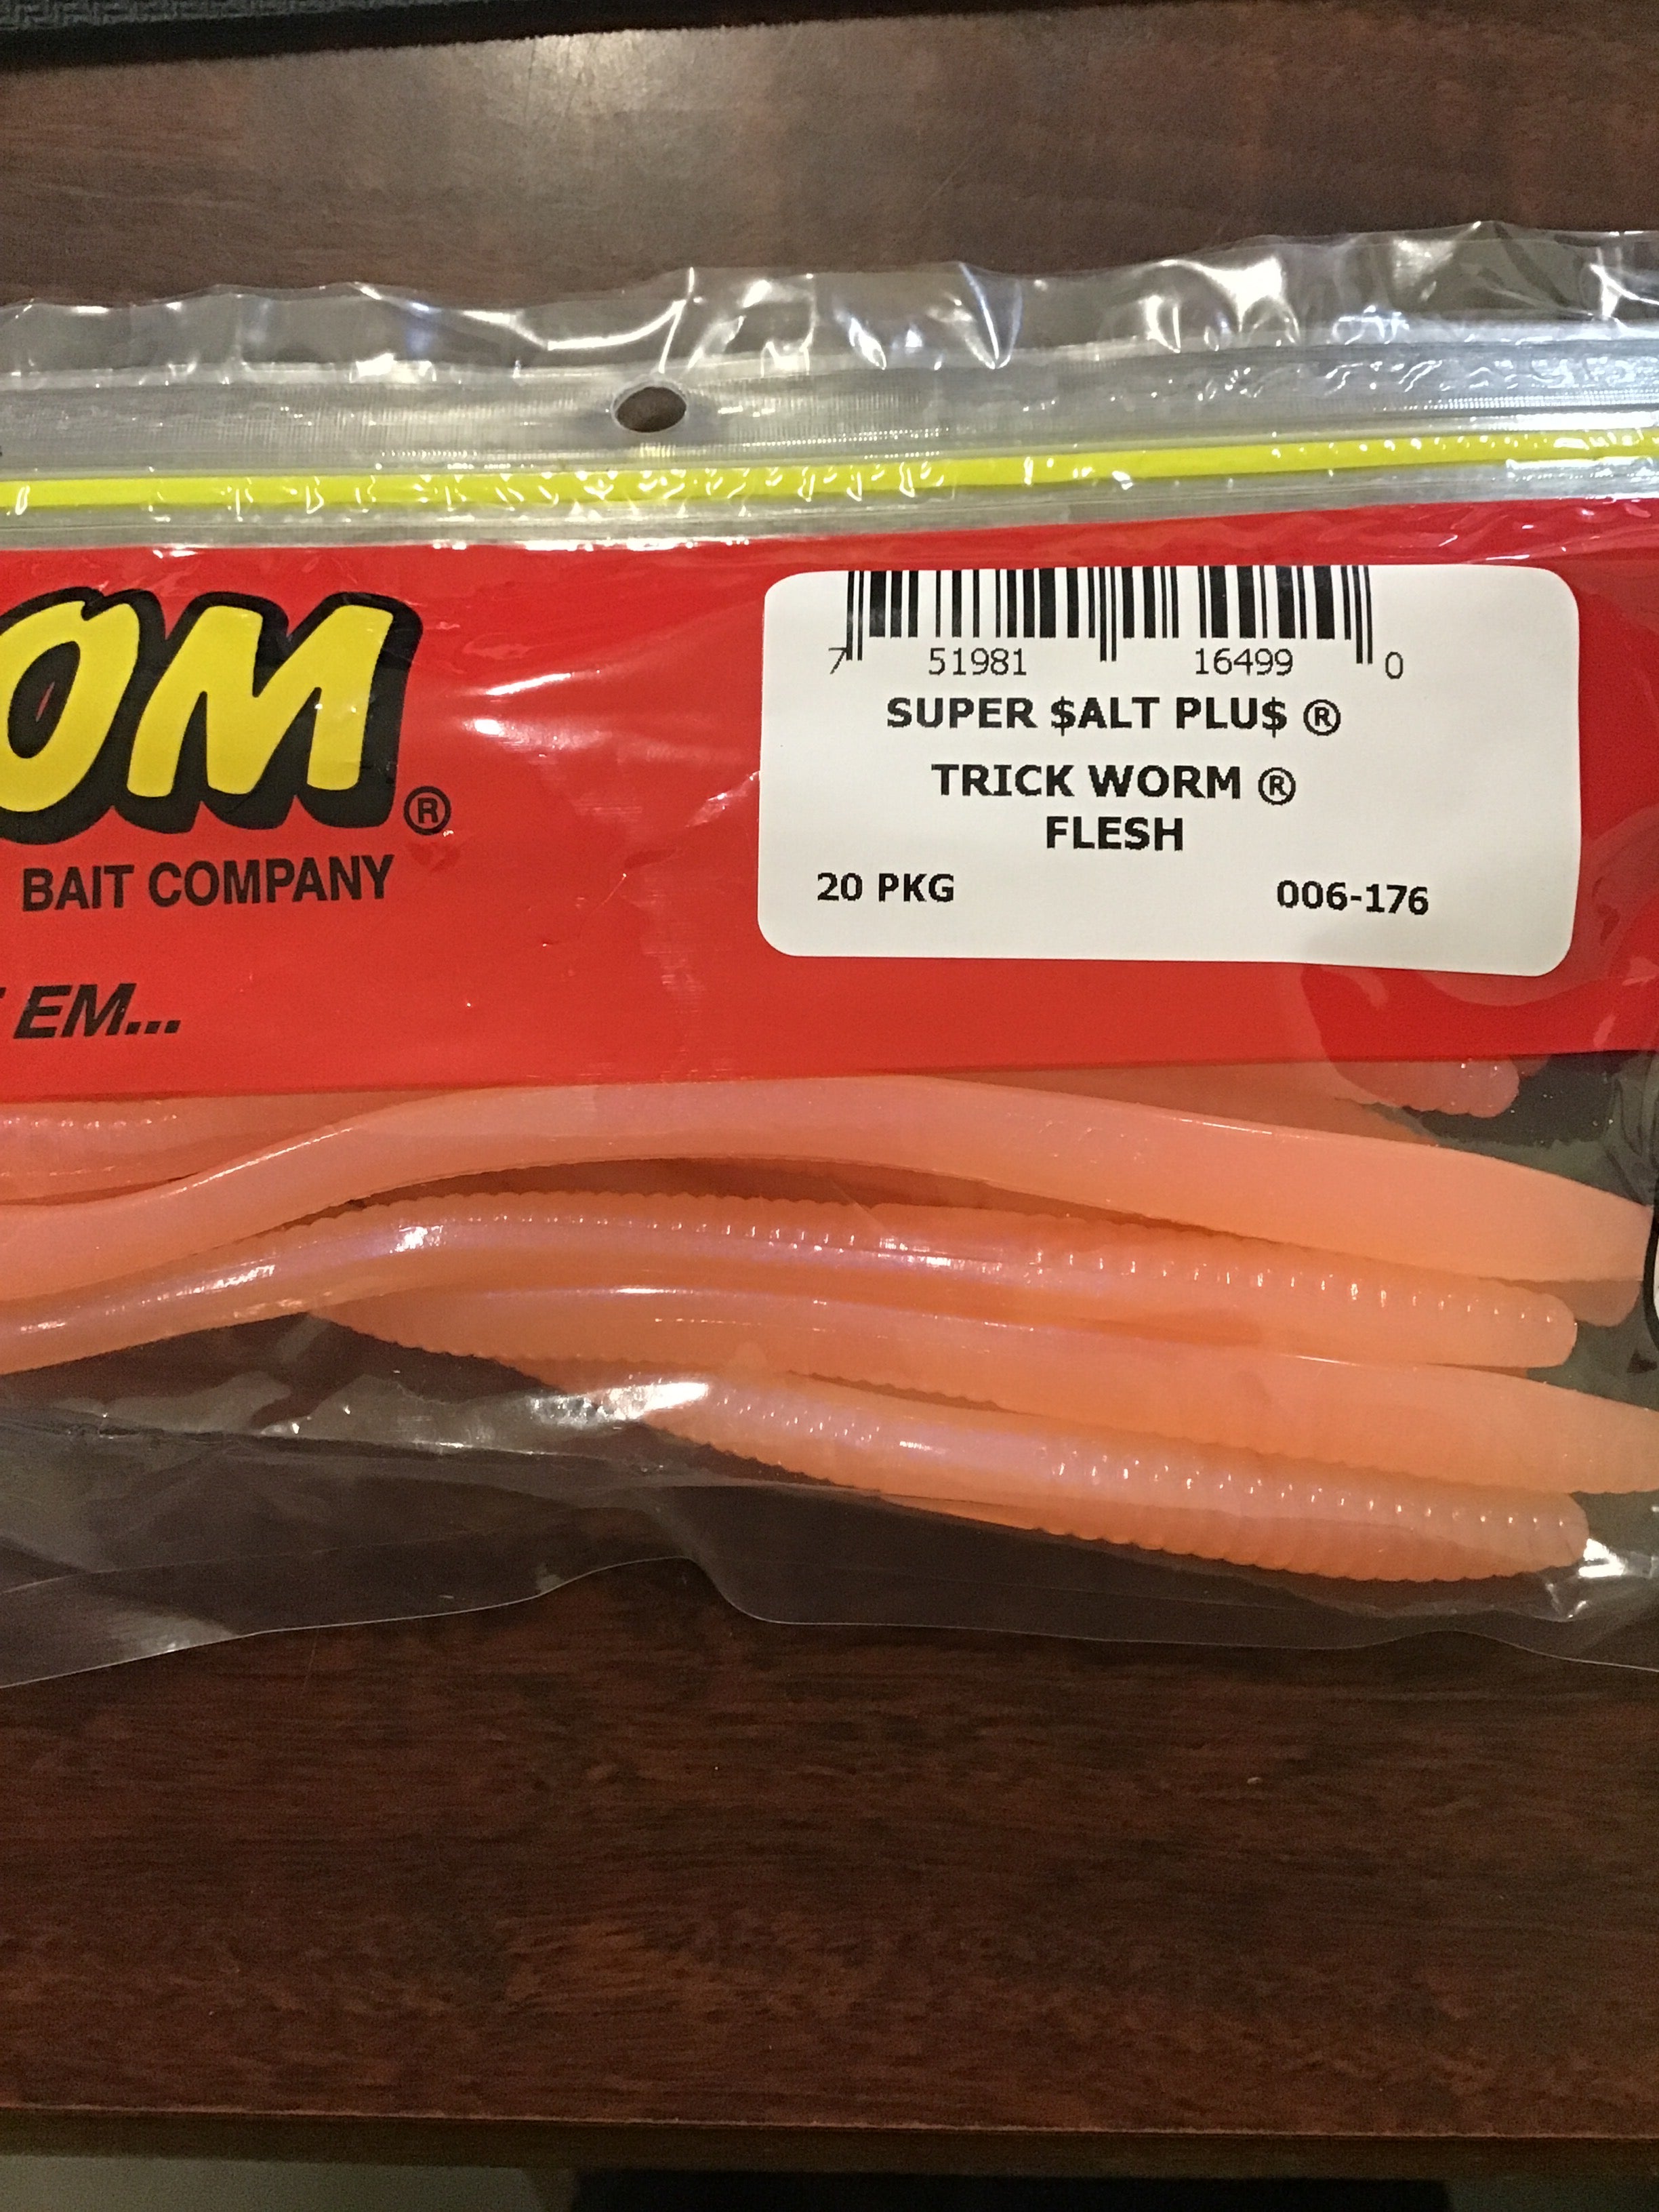 OM®
BAIT COMPANY
EM...
7 51981 16499 0
SUPER $ALT PLU$ ®
TRICK WORM ®
FLESH
20 PKG 006-176